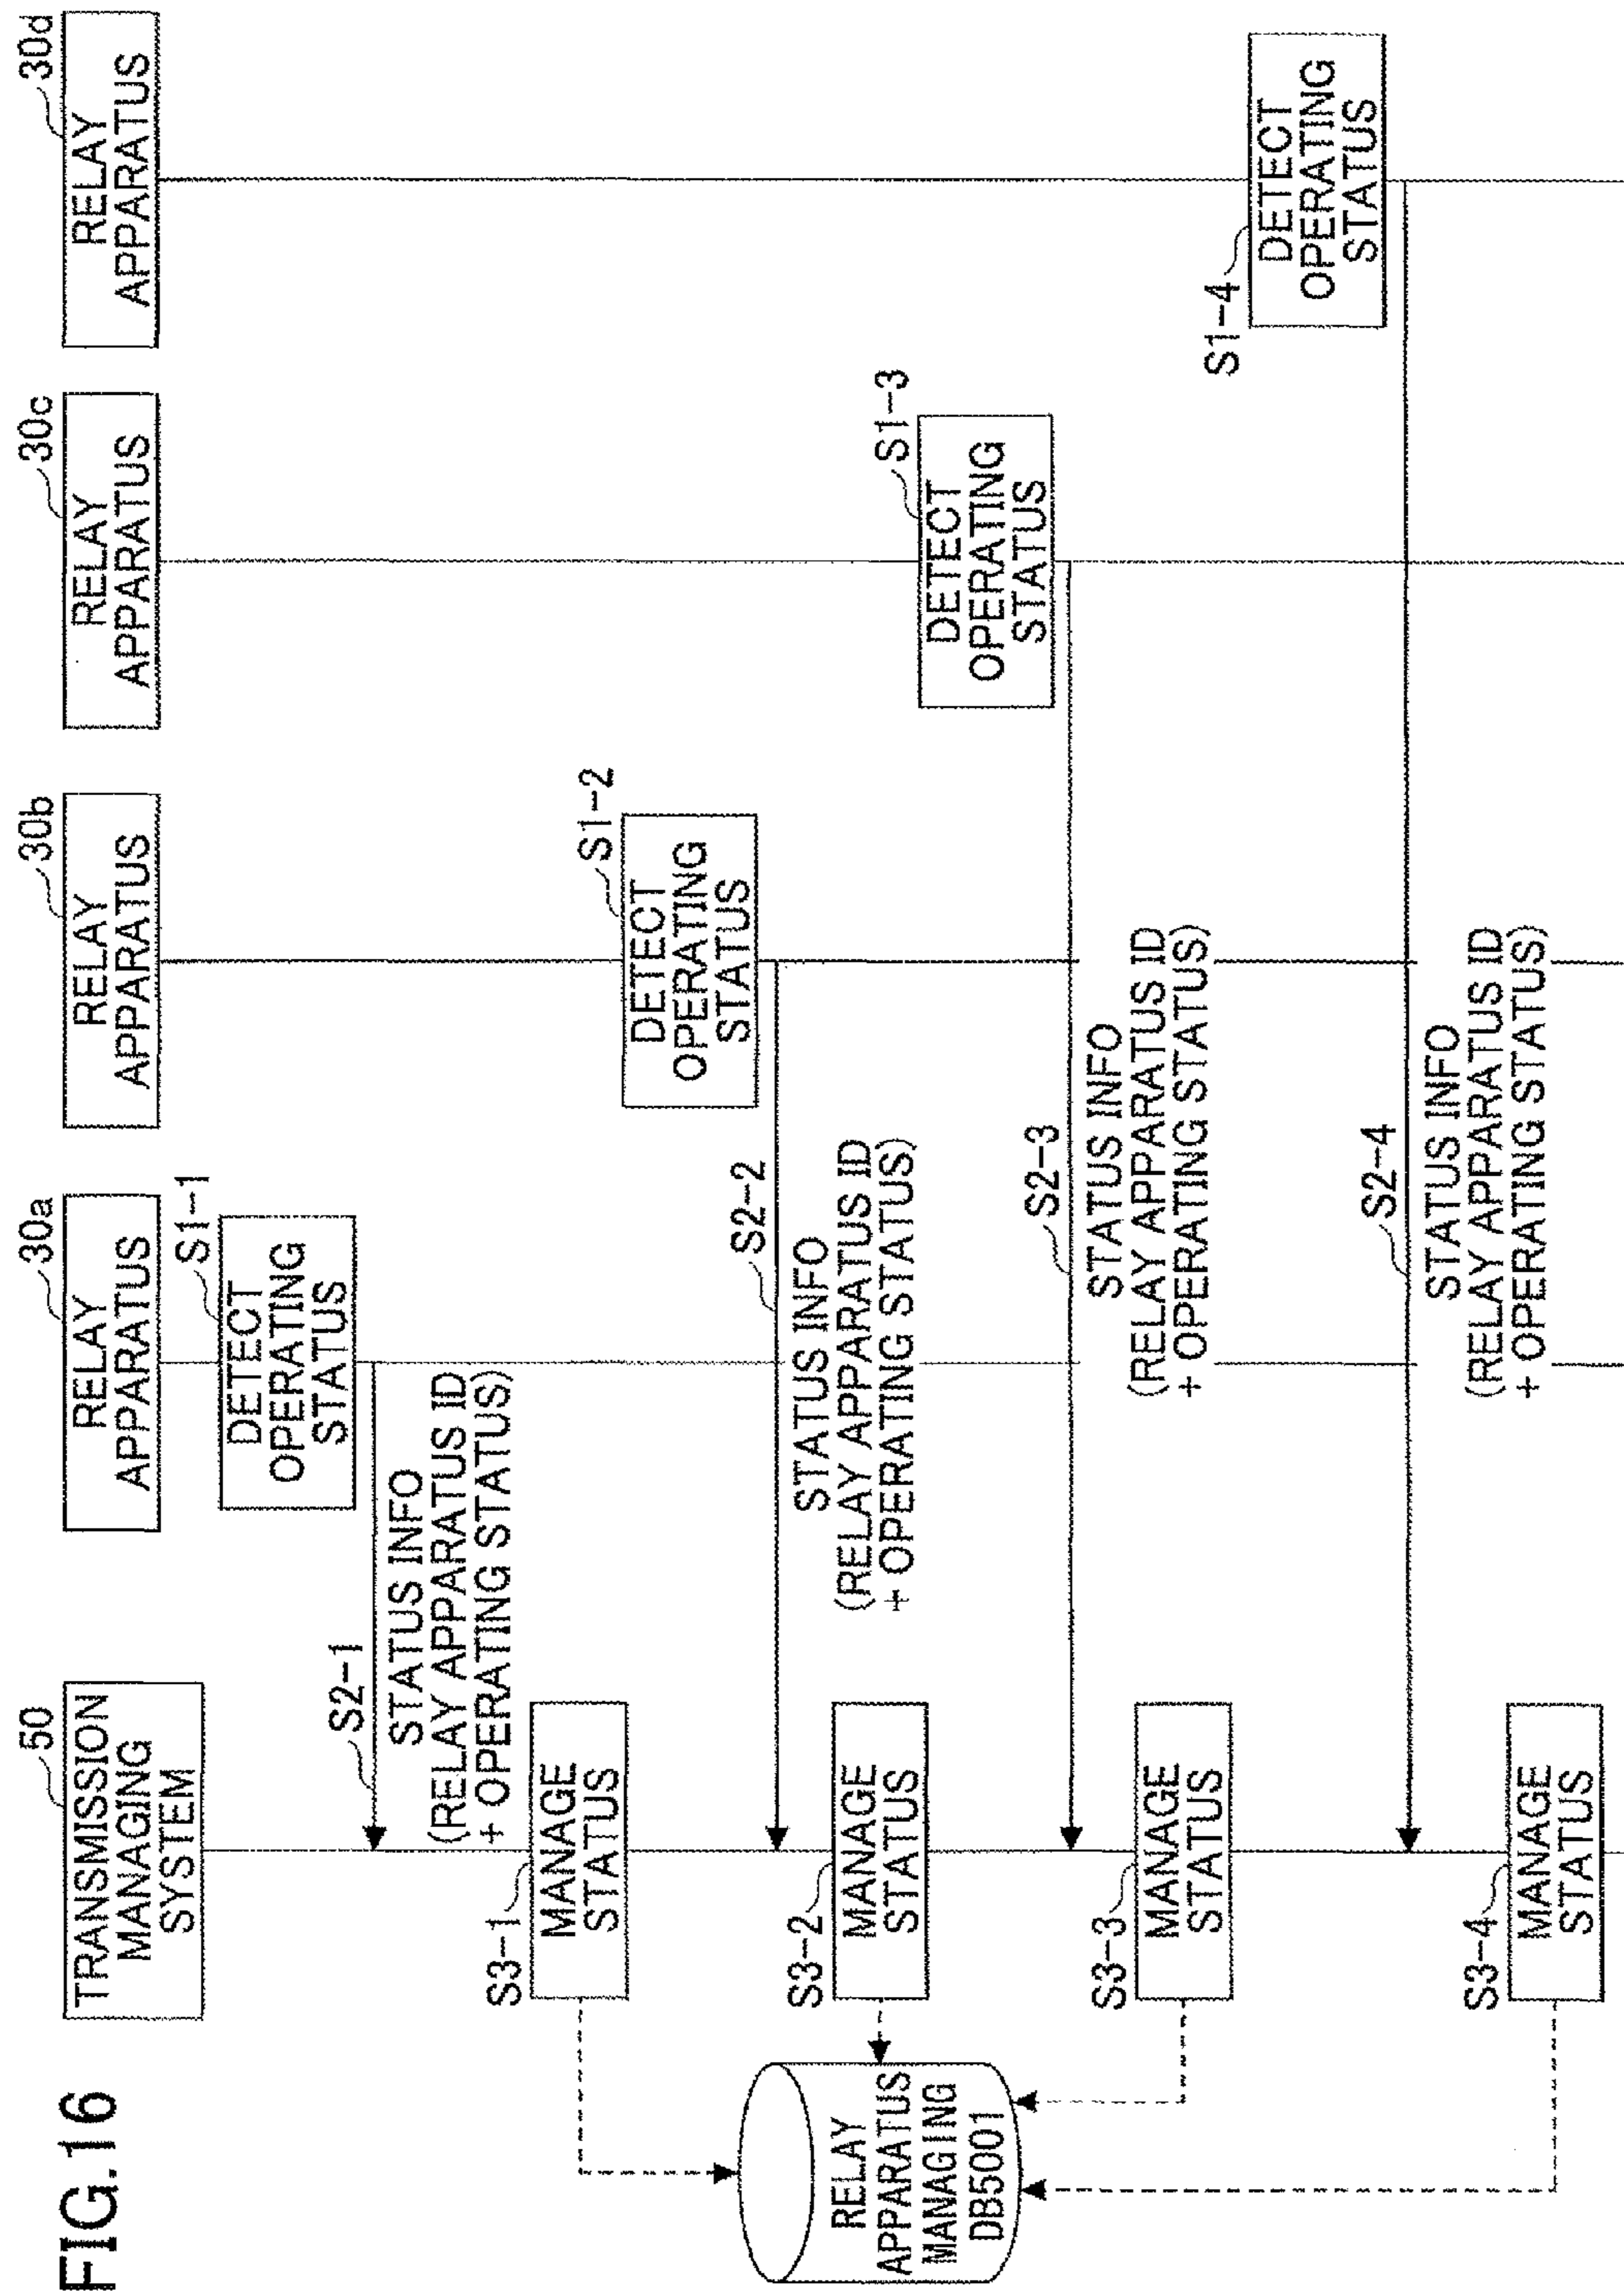 FIG.16
50
TRANSMISSION
MANAGING
SYSTEM
30a
RELAY
APPARATUS
30b
RELAY
APPARATUS
30c
RELAY
APPARATUS
30d
RELAY
APPARATUS
S1-1
DETECT
OPERATING
STATUS
S2-1
STATUS INFO
(RELAY APPARATUS ID
+ OPERATING STATUS)
S3-1
MANAGE
STATUS
S1-2
DETECT
OPERATING
STATUS
S2-2
STATUS INFO
(RELAY APPARATUS ID
+ OPERATING STATUS)
S3-2
MANAGE
STATUS
RELAY
APPARATUS
MANAGING
DB5001
S1-3
DETECT
OPERATING
STATUS
S2-3
STATUS INFO
(RELAY APPARATUS ID
+ OPERATING STATUS)
S3-3
MANAGE
STATUS
S1-4
DETECT
OPERATING
STATUS
S2-4
STATUS INFO
(RELAY APPARATUS ID
+ OPERATING STATUS)
S3-4
MANAGE
STATUS